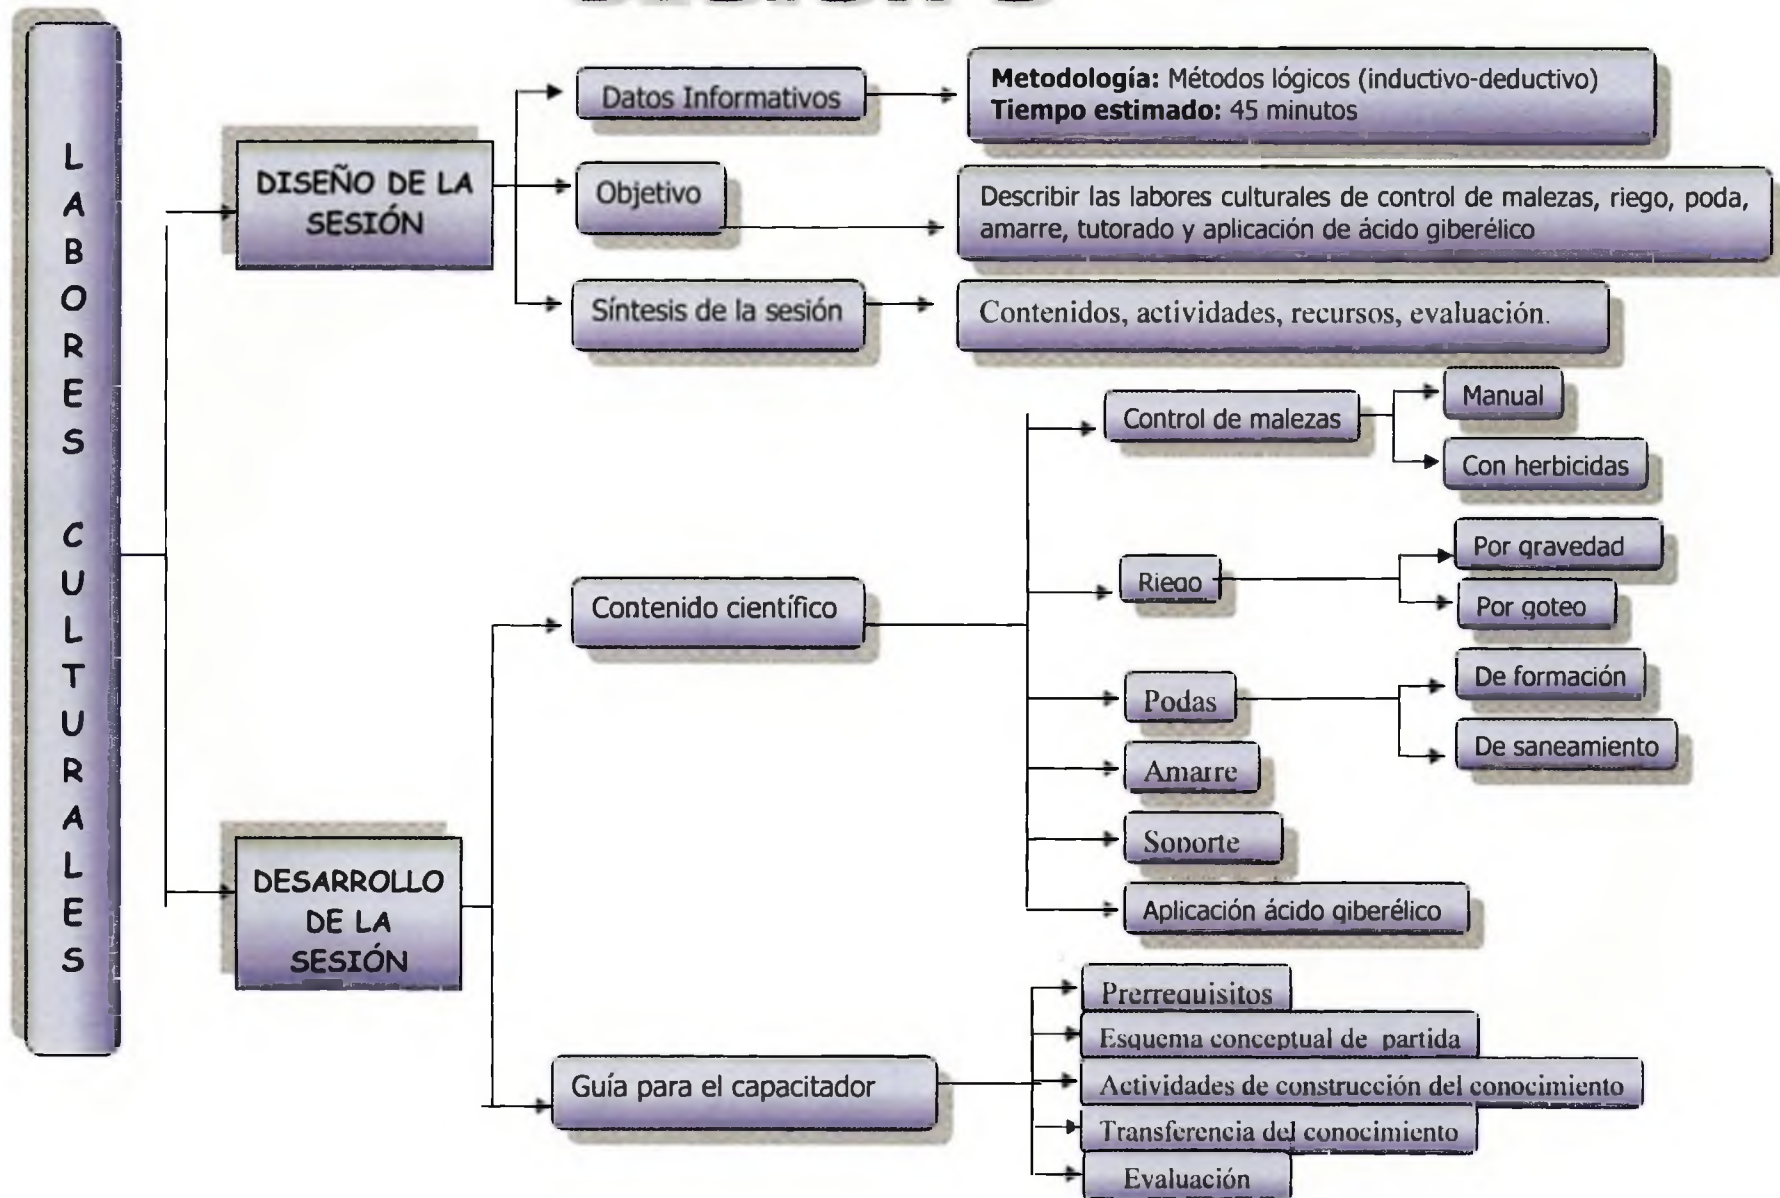 LABORES CULTURALES
DISEÑO DE LA
SESIÓN
Datos Informativos
Metodología: Métodos lógicos (inductivo-deductivo)
Tiempo estimado: 45 minutos
Objetivo
Describir las labores culturales de control de malezas, riego, poda,
amarre, tutorado y aplicación de ácido giberélico
Síntesis de la sesión
Contenidos, actividades, recursos, evaluación.
DESARROLLO
DE LA
SESIÓN
Contenido científico
Control de malezas
Manual
Con herbicidas
Riego
Por gravedad
Por goteo
Podas
De formación
De saneamiento
Amarre
Soporte
Aplicación ácido giberélico
Guía para el capacitador
Prerrequisitos
Esquema conceptual de partida
Actividades de construcción del conocimiento
Transferencia del conocimiento
Evaluación